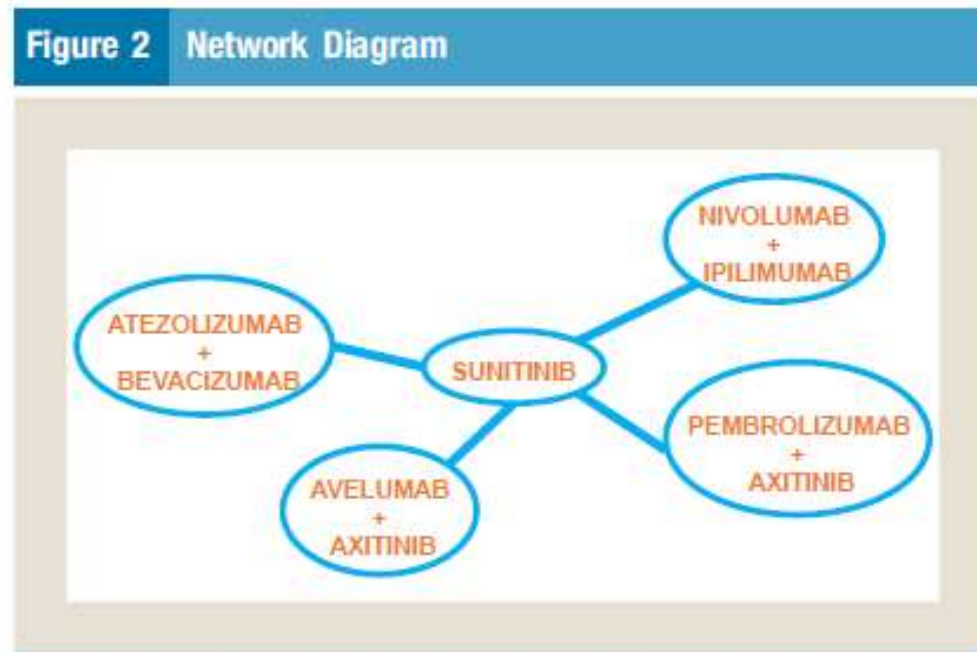 Figure 2 Network Diagram
NIVOLUMAB
+
IPILIMUMAB
ATEZOLIZUMAB
+
BEVACIZUMAB
SUNITINIB
PEMBROLIZUMAB
+
AXITINIB
AVELUMAB
+
AXITINIB